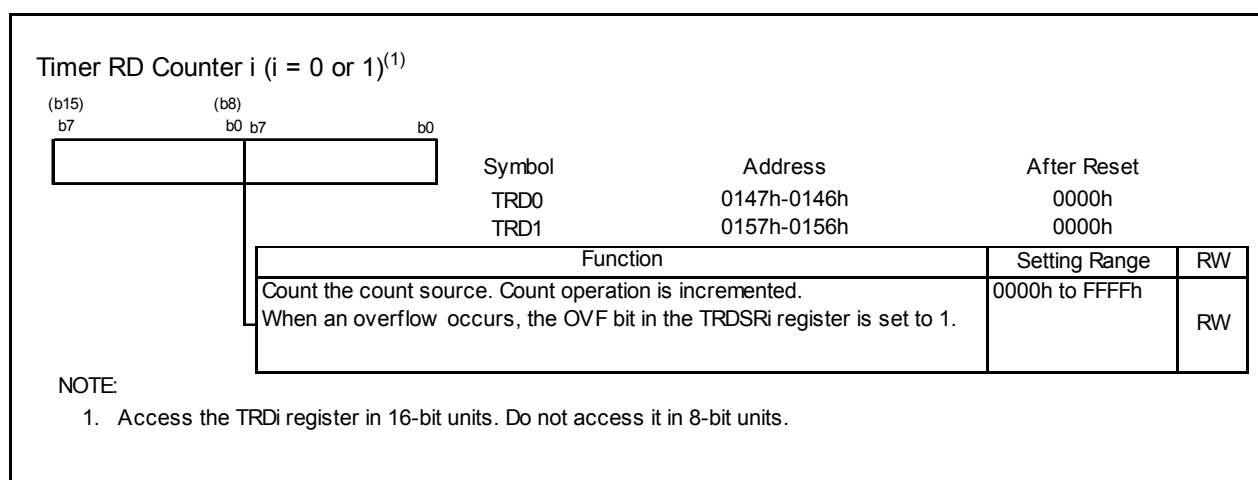 Timer RD Counter i (i = 0 or 1)(1)
(b15) (b8)
b7 b0 b7 b0
Symbol Address After Reset
TRD0 0147h-0146h 0000h
TRD1 0157h-0156h 0000h
Function Setting Range RW
Count the count source. Count operation is incremented. 0000h to FFFFh
When an overflow occurs, the OVF bit in the TRDSRi register is set to 1. RW
NOTE:
1. Access the TRDi register in 16-bit units. Do not access it in 8-bit units.